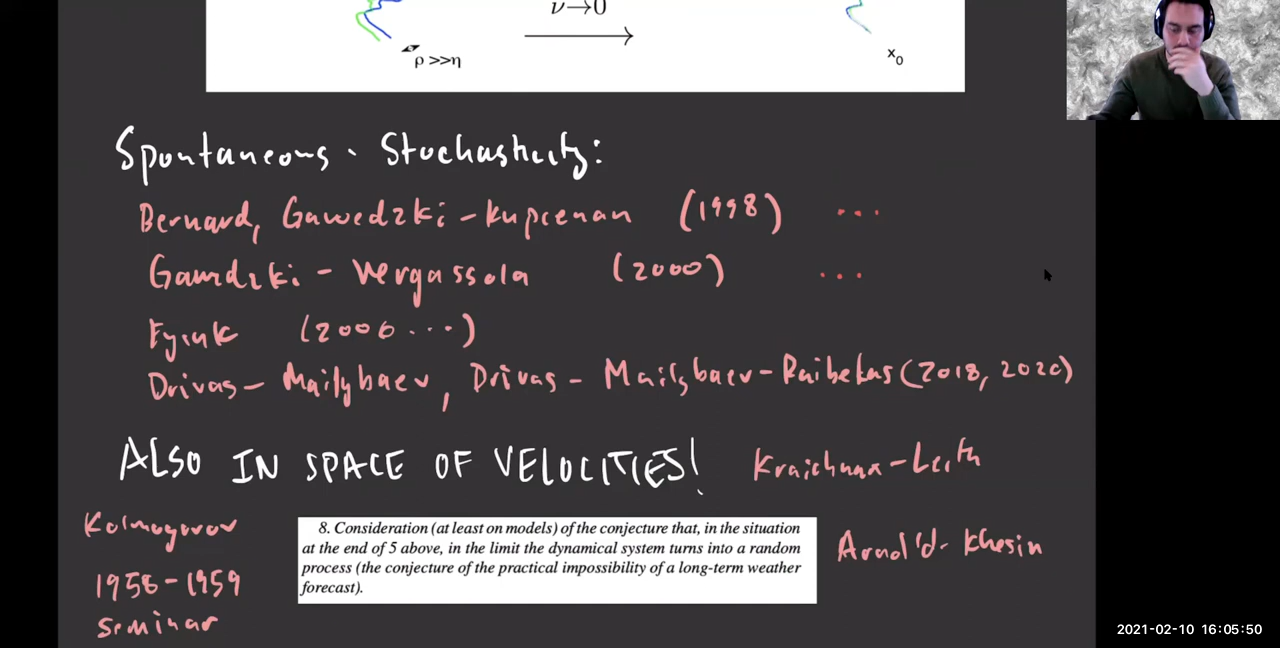 ν→0
ρ >>η
x0
Spontaneous - Stochasticity:
Bernard, Gawedzki - Kupienan (1998) ...
Gawdzki - Vergassola (2000) ...
Eyink (2006 ...)
Drivas - Mailybaev, Drivas - Mailybaev - Raibekas (2018, 2020)
ALSO IN SPACE OF VELOCITIES! Kraichnan - Leith
Kolmogorov
1958-1959
seminar
8. Consideration (at least on models) of the conjecture that, in the situation
at the end of 5 above, in the limit the dynamical system turns into a random
process (the conjecture of the practical impossibility of a long-term weather
forecast).
Arnol'd - Khesin
2021-02-10 16:05:50